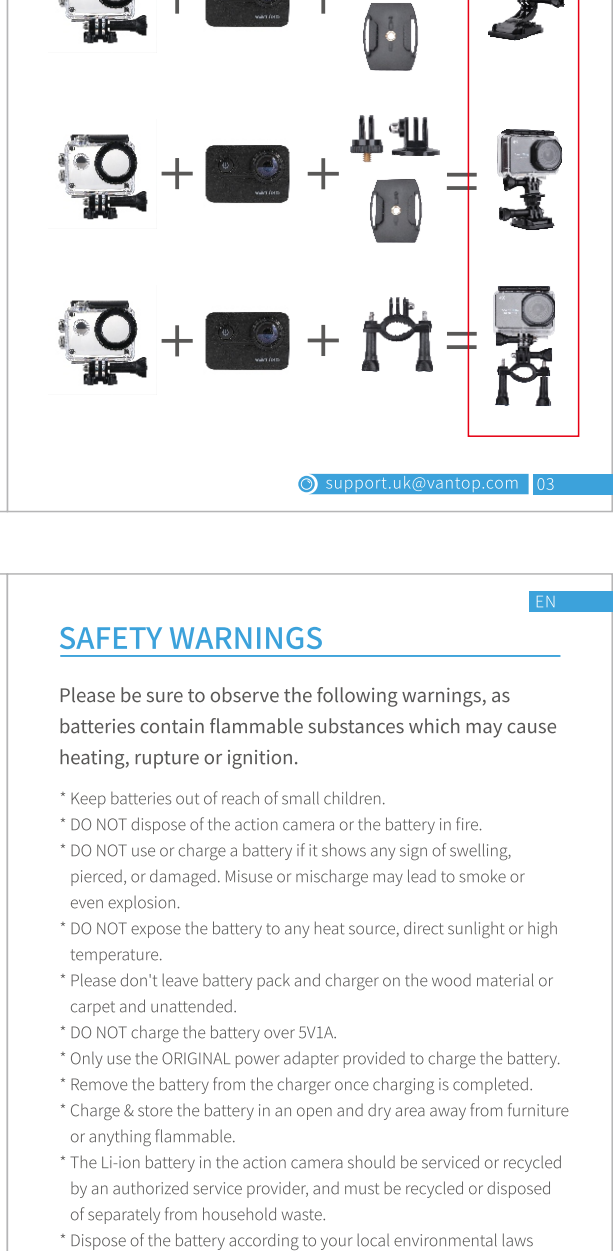 support.uk@vantop.com 03
EN
SAFETY WARNINGS
Please be sure to observe the following warnings, as
batteries contain flammable substances which may cause
heating, rupture or ignition.
* Keep batteries out of reach of small children.
* DO NOT dispose of the action camera or the battery in fire.
* DO NOT use or charge a battery if it shows any sign of swelling,
pierced, or damaged. Misuse or mischarge may lead to smoke or
even explosion.
* DO NOT expose the battery to any heat source, direct sunlight or high
temperature.
* Please don't leave battery pack and charger on the wood material or
carpet and unattended.
* DO NOT charge the battery over 5V1A.
* Only use the ORIGINAL power adapter provided to charge the battery.
* Remove the battery from the charger once charging is completed.
* Charge & store the battery in an open and dry area away from furniture
or anything flammable.
* The Li-ion battery in the action camera should be serviced or recycled
by an authorized service provider, and must be recycled or disposed
of separately from household waste.
* Dispose of the battery according to your local environmental laws